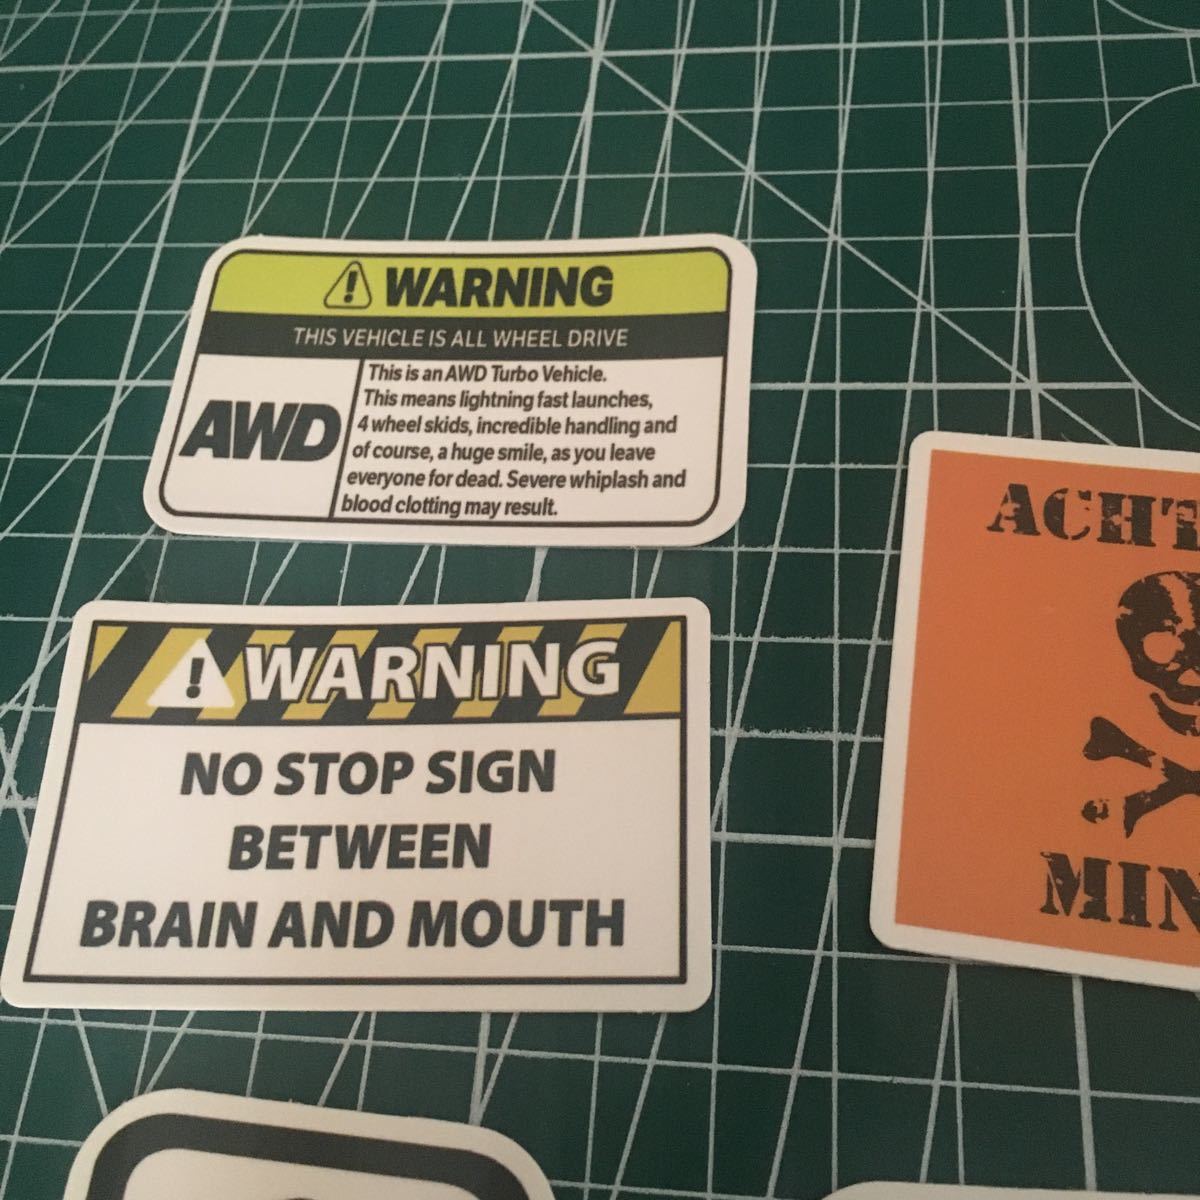 WARNING
THIS VEHICLE IS ALL WHEEL DRIVE
AWD
This is an AWD Turbo Vehicle.
This means lightning fast launches,
4 wheel skids, incredible handling and
of course, a huge smile, as you leave
everyone for dead. Severe whiplash and
blood clotting may result.
WARNING
NO STOP SIGN
BETWEEN
BRAIN AND MOUTH
ACHT
MIN